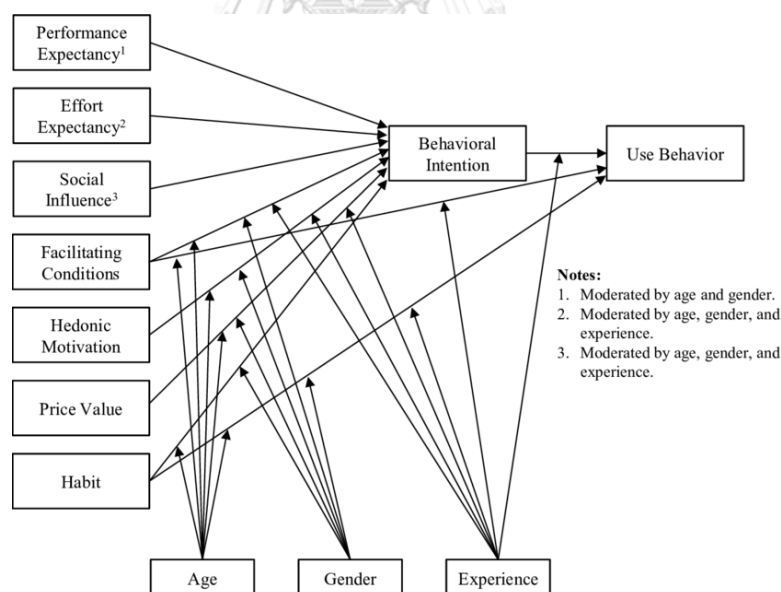 Performance
Expectancy¹
Effort
Expectancy²
Social
Influence³
Facilitating
Conditions
Hedonic
Motivation
Price Value
Habit
Behavioral
Intention
Use Behavior
Notes:
1. Moderated by age and gender.
2. Moderated by age, gender, and
experience.
3. Moderated by age, gender, and
experience.
Age
Gender
Experience